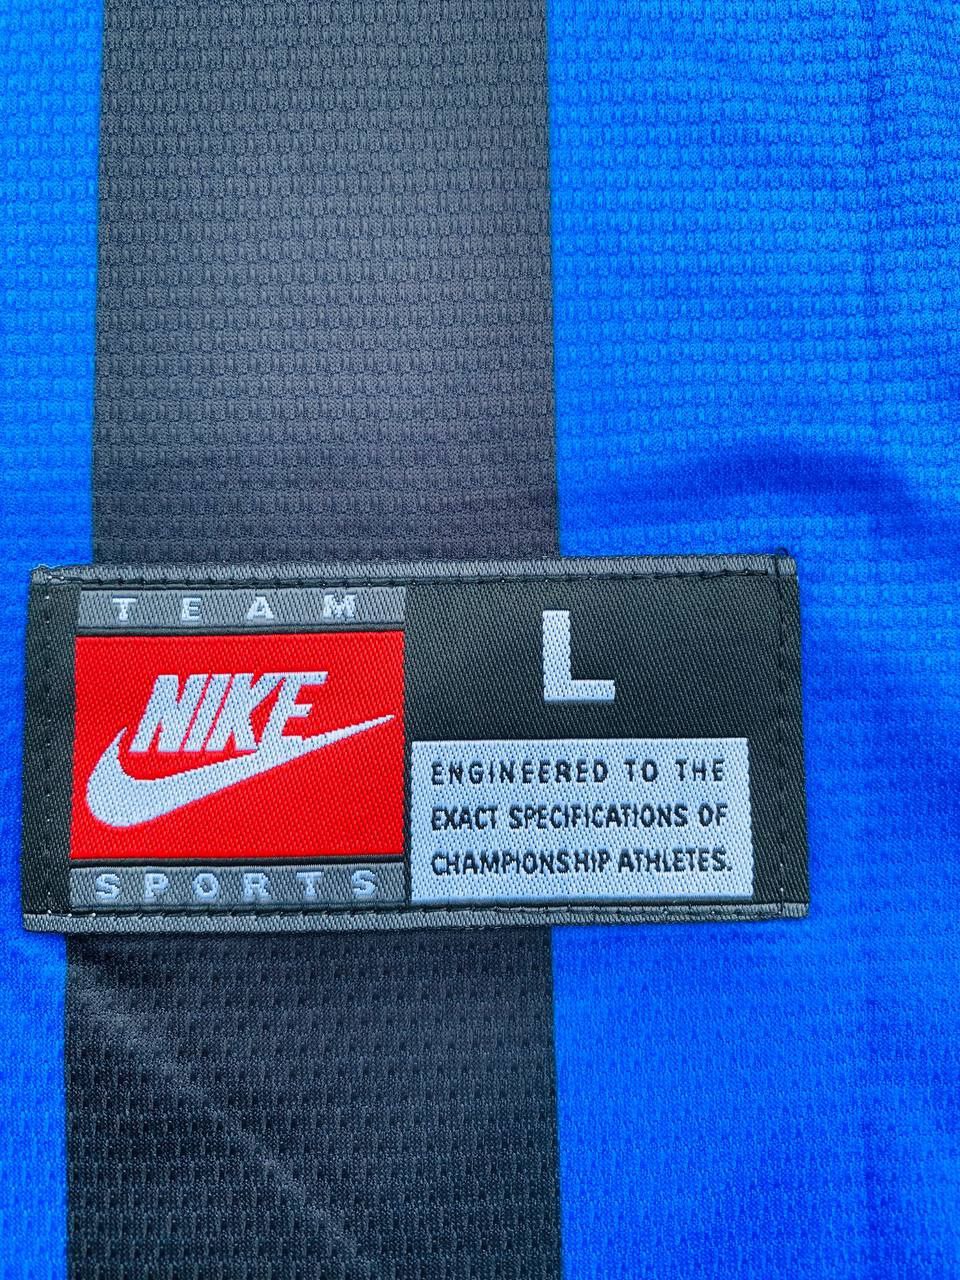 TEAM
NIKE
SPORTS
L
ENGINEERED TO THE
EXACT SPECIFICATIONS OF
CHAMPIONSHIP ATHLETES.